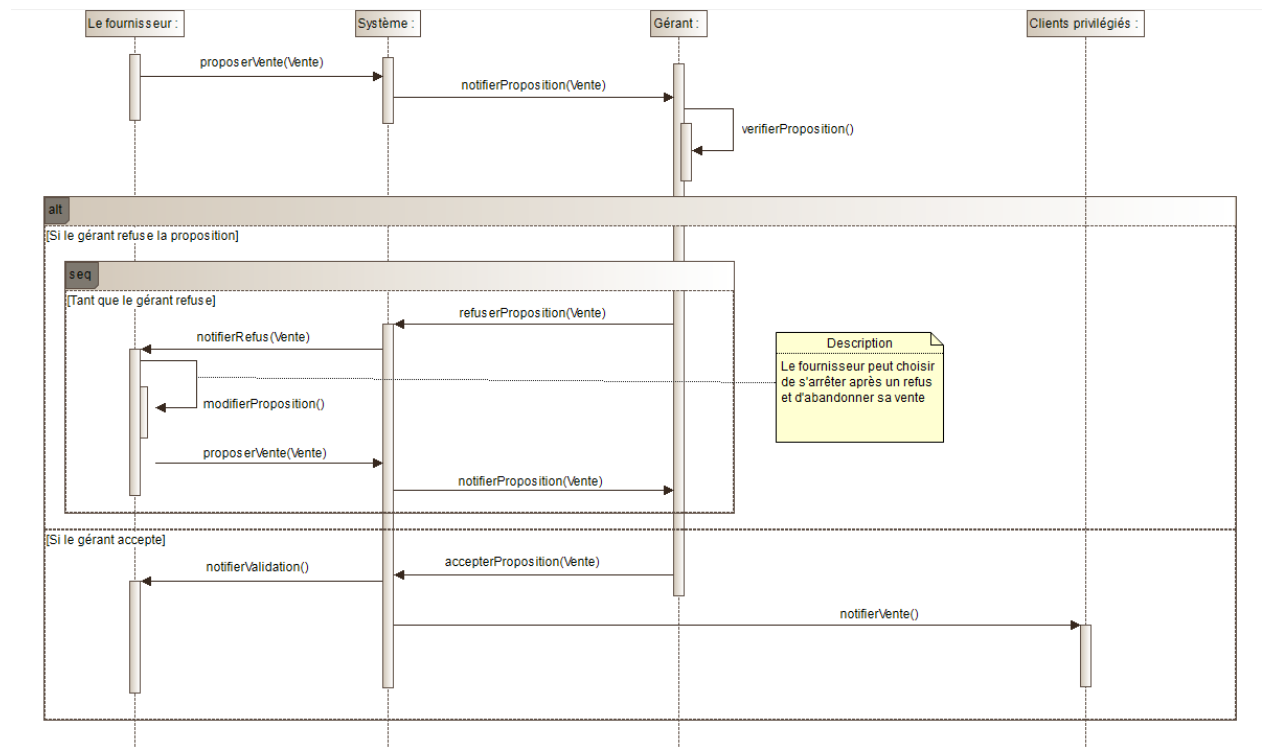 Le fournisseur :
Système :
Gérant :
Clients privilégiés :
proposerVente(Vente)
notifierProposition(Vente)
verifierProposition()
alt
[Si le gérant refuse la proposition]
seq
[Tant que le gérant refuse]
refuserProposition(Vente)
notifierRefus(Vente)
Description
Le fournisseur peut choisir
de s'arrêter après un refus
et d'abandonner sa vente
modifierProposition()
proposerVente(Vente)
notifierProposition(Vente)
[Si le gérant accepte]
accepterProposition(Vente)
notifierValidation()
notifierVente()